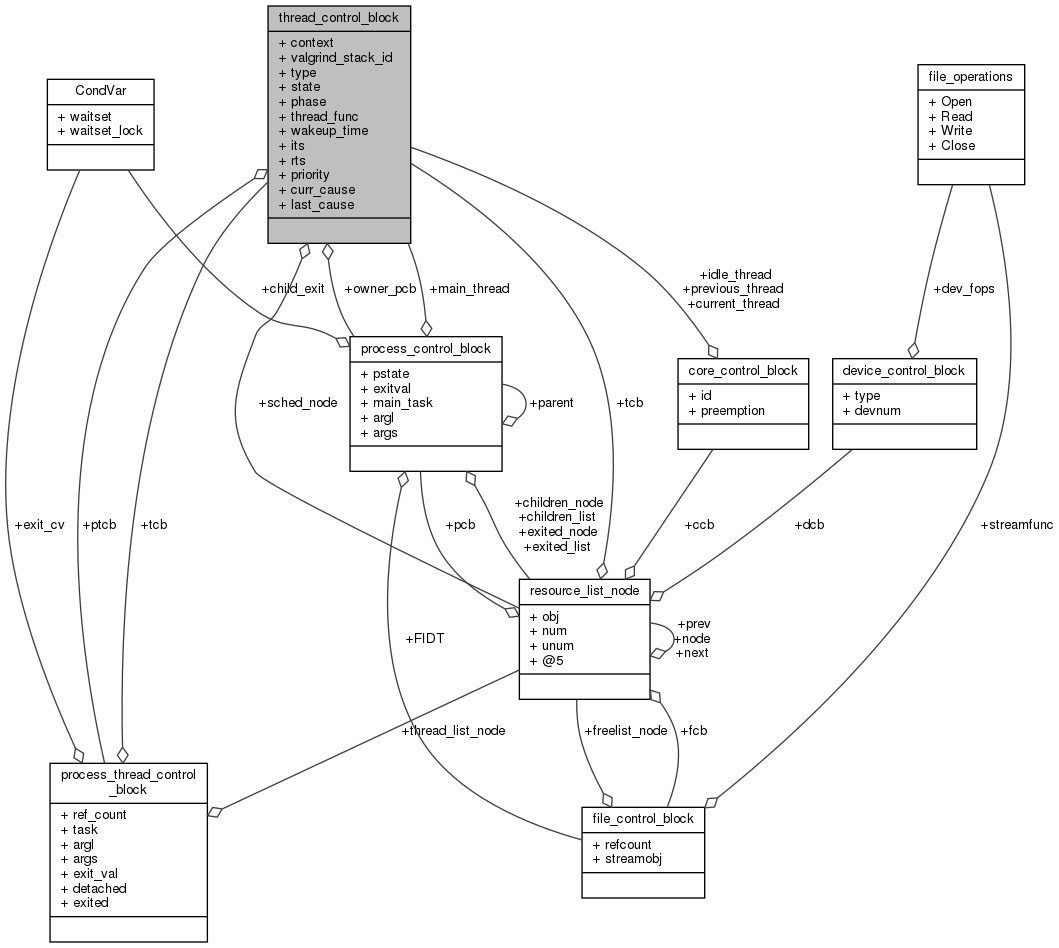 thread_control_block
+ context
+ valgrind_stack_id
+ type
+ state
+ phase
+ thread_func
+ wakeup_time
+ its
+ rts
+ priority
+ curr_cause
+ last_cause
CondVar
+ waitset
+ waitset_lock
file_operations
+ Open
+ Read
+ Write
+ Close
+child_exit
+owner_pcb
+main_thread
+idle_thread
+previous_thread
+current_thread
+dev_fops
process_control_block
+ pstate
+ exitval
+ main_task
+ argl
+ args
+parent
core_control_block
+ id
+ preemption
device_control_block
+ type
+ devnum
+sched_node
+tcb
+exit_cv
+ptcb
+tcb
+pcb
+children_node
+children_list
+exited_node
+exited_list
+ccb
+dcb
+streamfunc
resource_list_node
+ obj
+ num
+ unum
+ @5
+prev
+node
+next
+FIDT
+thread_list_node
+freelist_node
+fcb
process_thread_control
_block
+ ref_count
+ task
+ argl
+ args
+ exit_val
+ detached
+ exited
file_control_block
+ refcount
+ streamobj